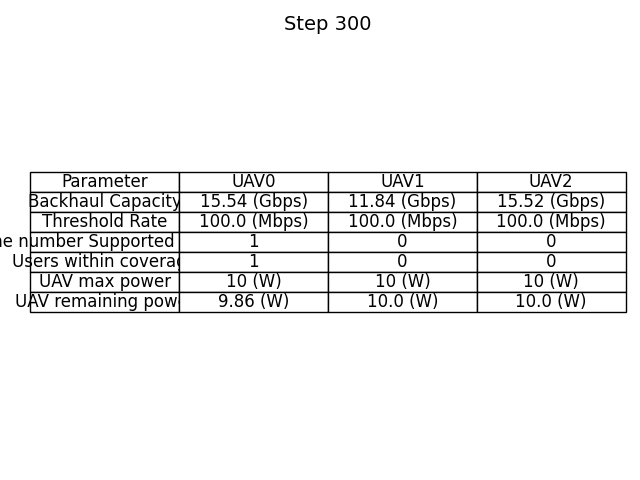 Step 300
Parameter UAV0 UAV1 UAV2
Backhaul Capacity 15.54 (Gbps) 11.84 (Gbps) 15.52 (Gbps)
Threshold Rate 100.0 (Mbps) 100.0 (Mbps) 100.0 (Mbps)
ne number Supported 1 0 0
Users within coverag 1 0 0
UAV max power 10 (W) 10 (W) 10 (W)
UAV remaining pow 9.86 (W) 10.0 (W) 10.0 (W)